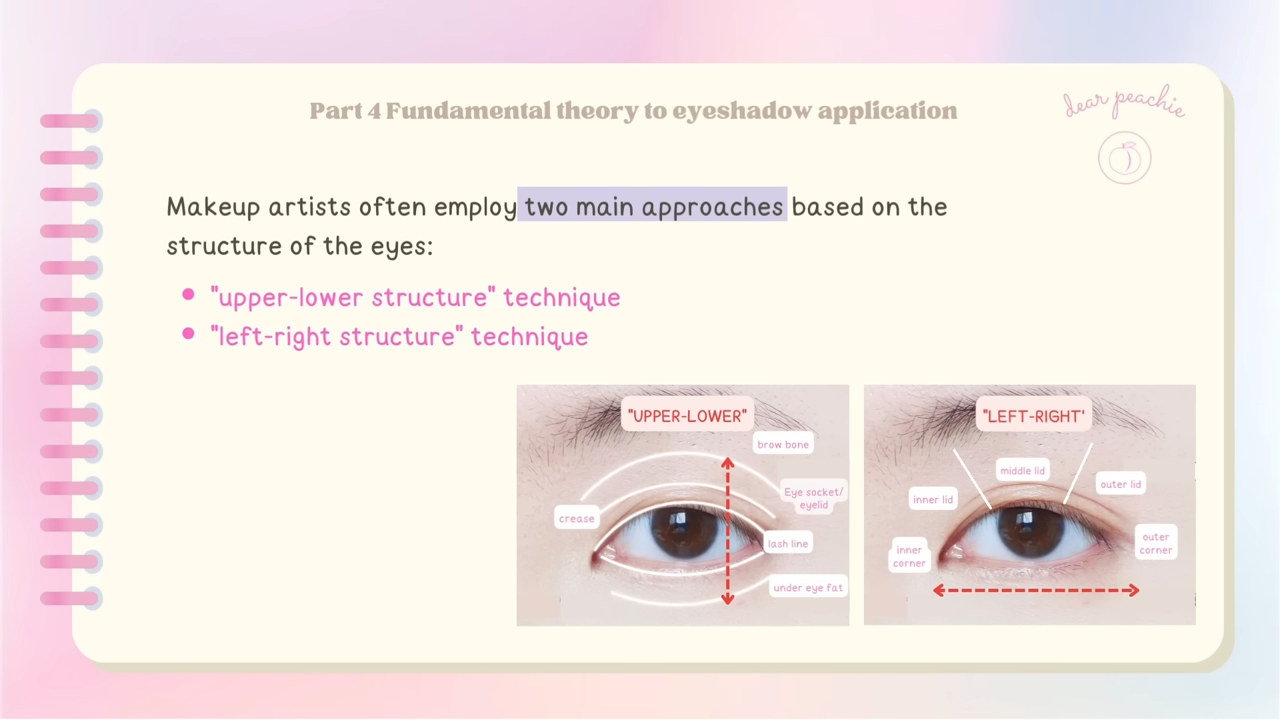 Part 4 Fundamental theory to eyeshadow application
dear peachie
Makeup artists often employ two main approaches based on the
structure of the eyes:
"upper-lower structure" technique
"left-right structure" technique
"UPPER-LOWER"
brow bone
Eye socket/
eyelid
crease
lash line
under eye fat
"LEFT-RIGHT'
middle lid
inner lid
outer lid
inner
corner
outer
corner